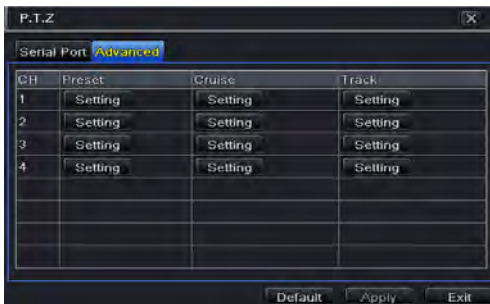 P.T.Z X
Serial Port Advanced
CH Preset Cruise Track
1 Setting Setting Setting
2 Setting Setting Setting
3 Setting Setting Setting
4 Setting Setting Setting
Default Apply Exit